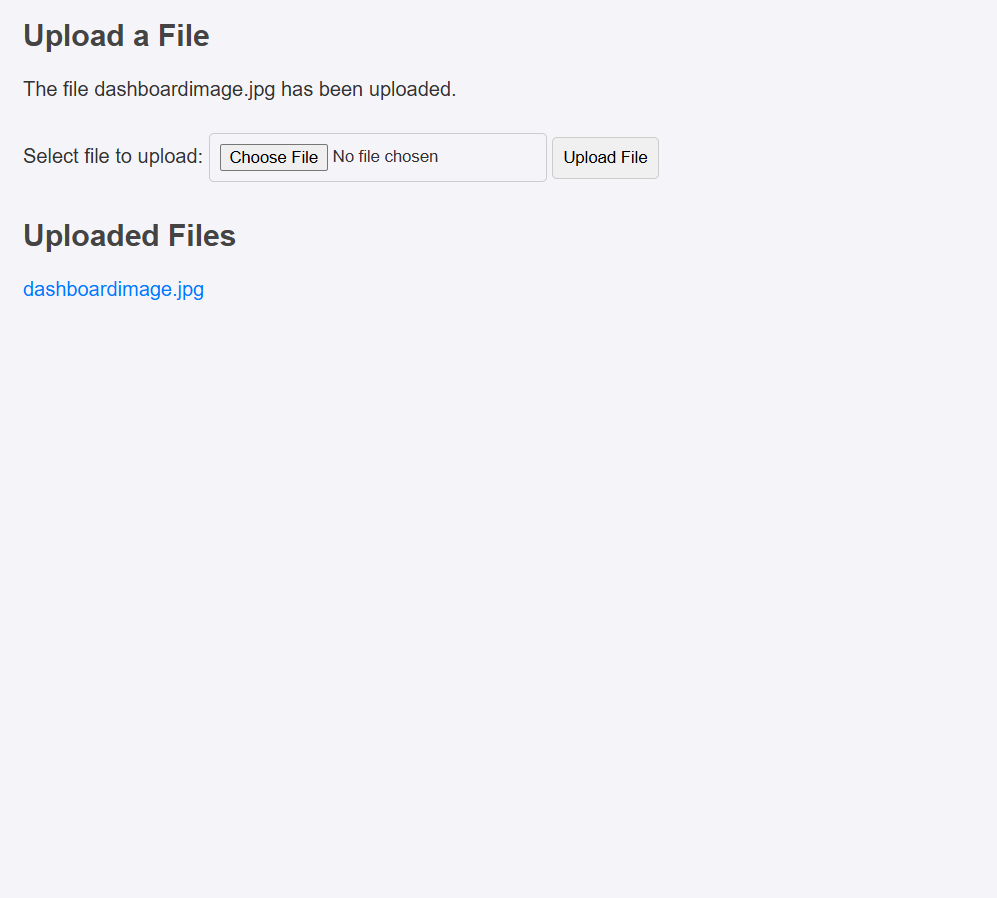 Upload a File
The file dashboardimage.jpg has been uploaded.
Select file to upload: Choose File No file chosen Upload File
Uploaded Files
dashboardimage.jpg